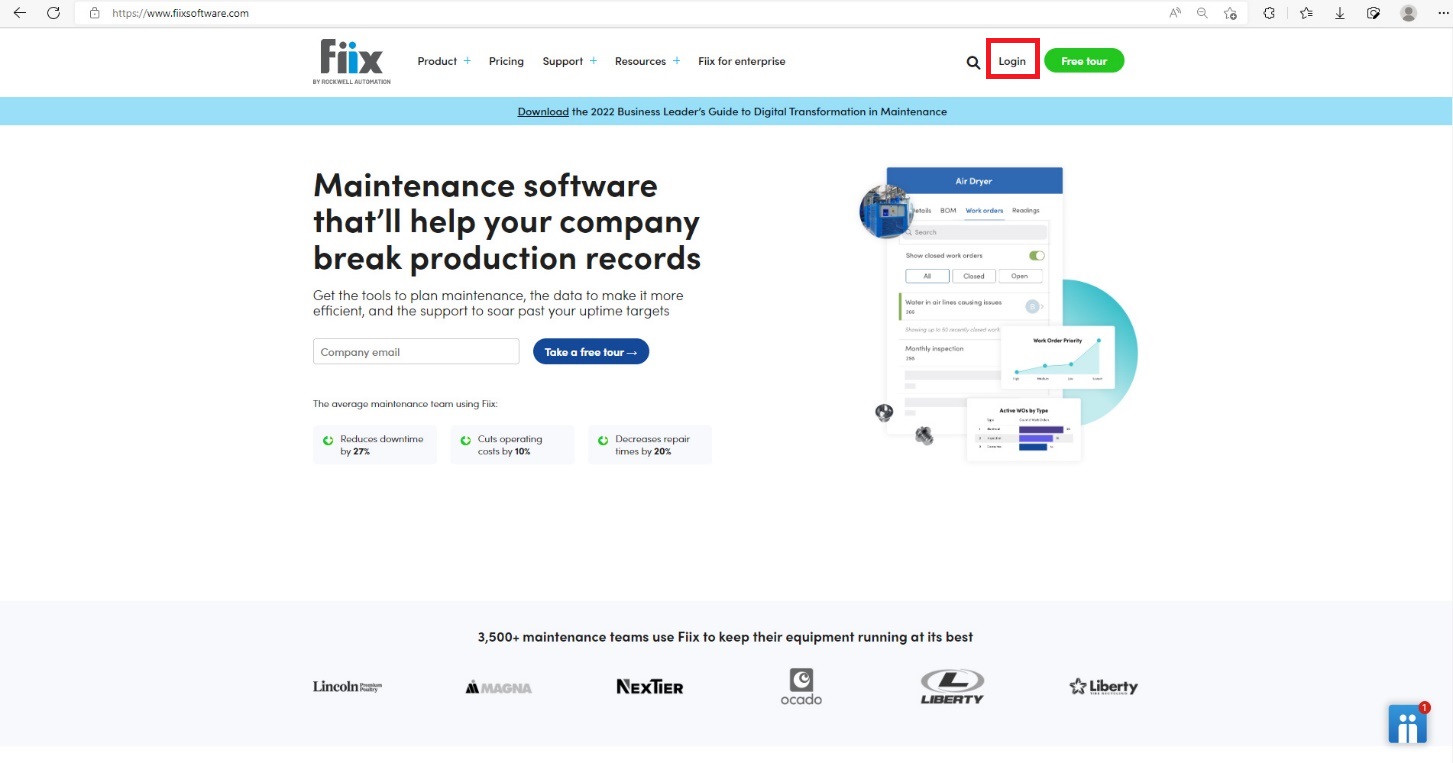 https://www.fiixsoftware.com
fiix
BY ROCKWELL AUTOMATION
Product + Pricing Support + Resources + Fiix for enterprise Login Free tour
Download the 2022 Business Leader's Guide to Digital Transformation in Maintenance
Maintenance software
that'll help your company
break production records
Get the tools to plan maintenance, the data to make it more
efficient, and the support to soar past your uptime targets
Company email
Take a free tour →
The average maintenance team using Fiix:
Reduces downtime
by 27%
Cuts operating
costs by 10%
Decreases repair
times by 20%
Air Dryer
BOM Work orders Readings
Search
Show closed work orders
All Closed Open
Water in air lines causing issues
Showing up to 50 recently closed work
Monthly inspection
Work Order Priority
Active WOs by Type
3,500+ maintenance teams use Fiix to keep their equipment running at its best
Lincoln Premium Poultry
MAGNA
NEXTIER
ocado
L
LIBERTY
Liberty
1